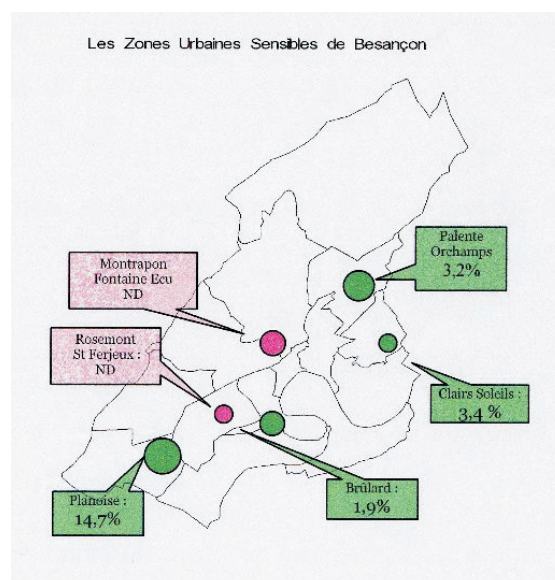 Les Zones Urbaines Sensibles de Besançon
Palente
Orchamps
3,2%
Montrapon
Fontaine Ecu
ND
Rosemont
St Ferjeux :
ND
Clairs Soleils :
3,4 %
Planoise :
14,7%
Brûlard :
1,9%